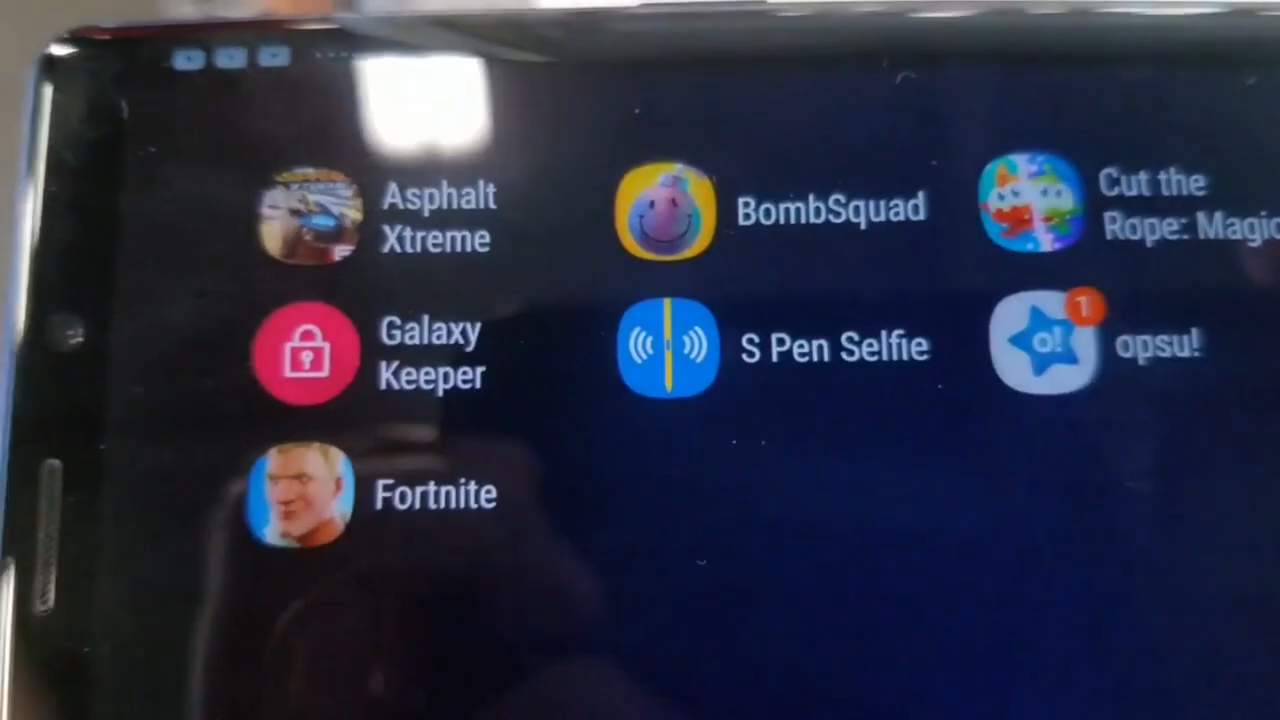 Asphalt
Xtreme
BombSquad
Cut the
Rope: Magic
Galaxy
Keeper
S Pen Selfie
o!
1
opsu!
Fortnite